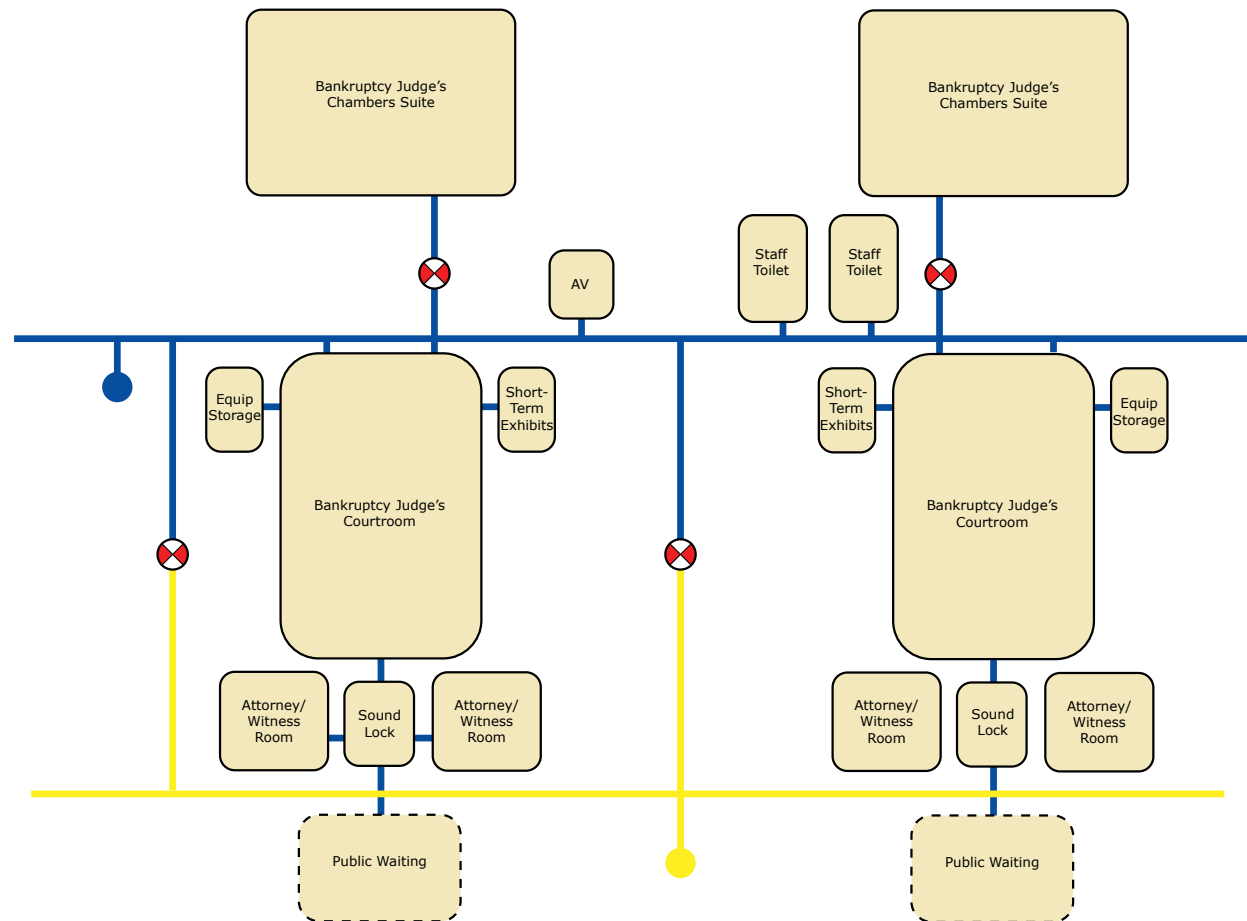 Bankruptcy Judge’s
Chambers Suite
Bankruptcy Judge’s
Chambers Suite
AV
Staff
Toilet
Staff
Toilet
Equip
Storage
Short-
Term
Exhibits
Short-
Term
Exhibits
Equip
Storage
Bankruptcy Judge’s
Courtroom
Bankruptcy Judge’s
Courtroom
Attorney/
Witness
Room
Sound
Lock
Attorney/
Witness
Room
Attorney/
Witness
Room
Sound
Lock
Attorney/
Witness
Room
Public Waiting
Public Waiting